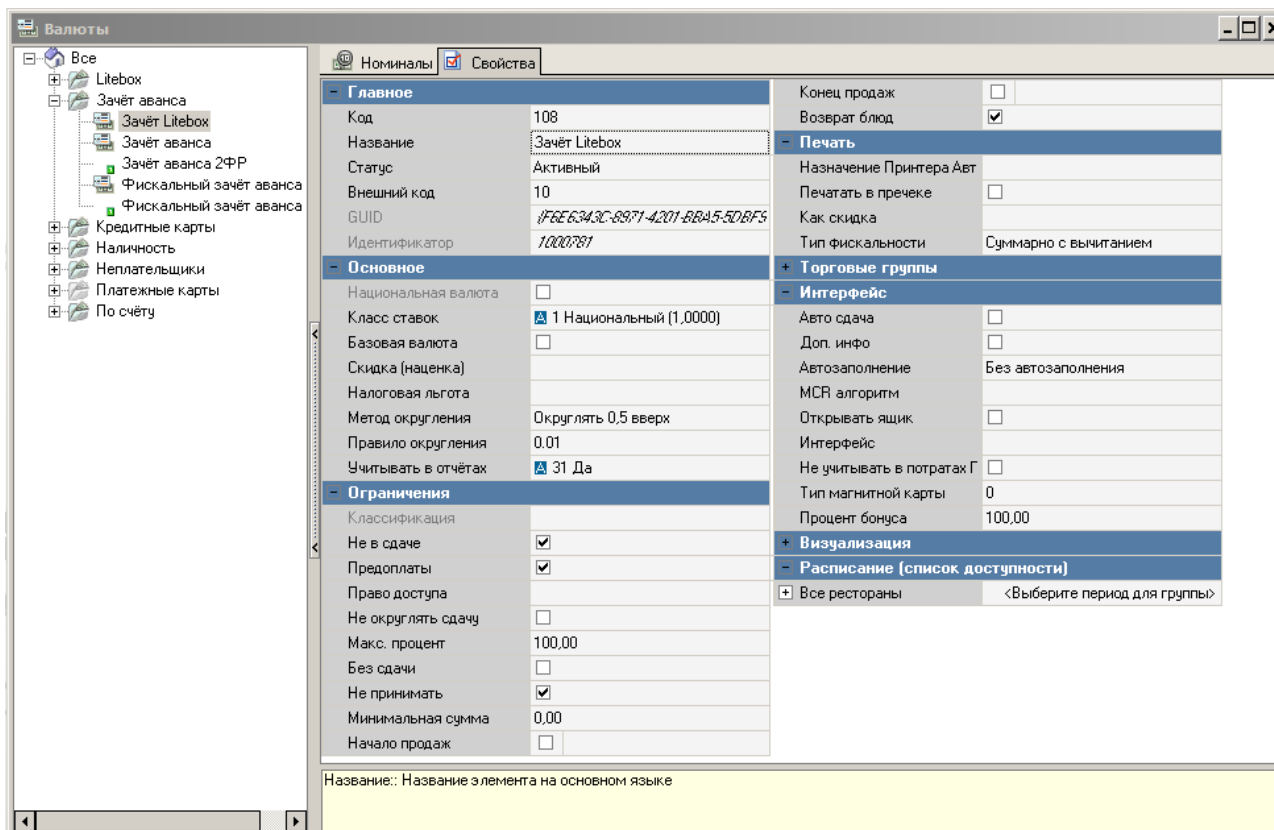 Валюты
Все
Litebox
Зачёт аванса
Зачёт Litebox
Зачёт аванса
Зачёт аванса 2ФР
Фискальный зачёт аванса
Фискальный зачёт аванса
Кредитные карты
Наличность
Неплательщики
Платежные карты
По счёту
Номиналы Свойства
Главное
Код 108
Название Зачёт Litebox
Статус Активный
Внешний код 10
GUID {F6E6343C-8971-4201-BBA5-5DBF9
Идентификатор 1000781
Основное
Национальная валюта
Класс ставок 1 Национальный (1,0000)
Базовая валюта
Скидка (наценка)
Налоговая льгота
Метод округления Округлять 0,5 вверх
Правило округления 0.01
Учитывать в отчётах 31 Да
Ограничения
Классификация
Не в сдаче
Предоплаты
Право доступа
Не округлять сдачу
Макс. процент 100,00
Без сдачи
Не принимать
Минимальная сумма 0,00
Начало продаж
Конец продаж
Возврат блюд
Печать
Назначение Принтера Авт
Печатать в пречеке
Как скидка
Тип фискальности Суммарно с вычитанием
Торговые группы
Интерфейс
Авто сдача
Доп. инфо
Автозаполнение Без автозаполнения
MCR алгоритм
Открывать ящик
Интерфейс
Не учитывать в потратах Г
Тип магнитной карты 0
Процент бонуса 100,00
Визуализация
Расписание (список доступности)
Все рестораны <Выберите период для группы>
Название:: Название элемента на основном языке